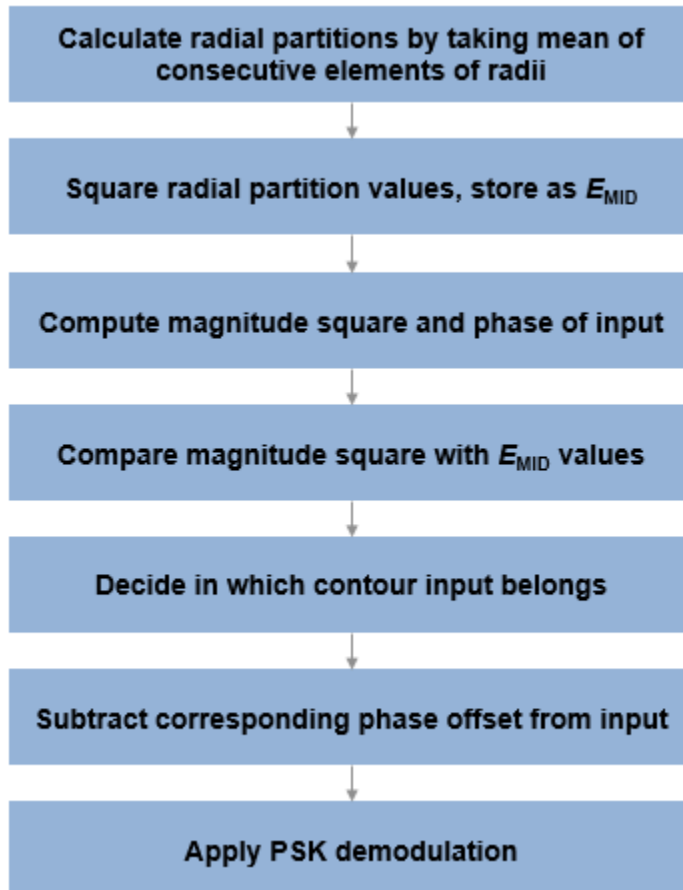 Calculate radial partitions by taking mean of
consecutive elements of radii
Square radial partition values, store as E_MID
Compute magnitude square and phase of input
Compare magnitude square with E_MID values
Decide in which contour input belongs
Subtract corresponding phase offset from input
Apply PSK demodulation